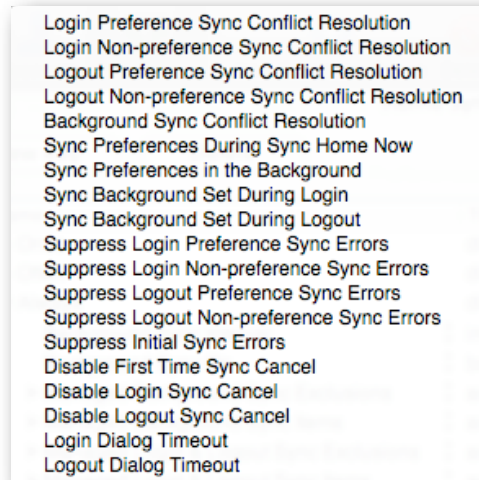 Login Preference Sync Conflict Resolution
Login Non-preference Sync Conflict Resolution
Logout Preference Sync Conflict Resolution
Logout Non-preference Sync Conflict Resolution
Background Sync Conflict Resolution
Sync Preferences During Sync Home Now
Sync Preferences in the Background
Sync Background Set During Login
Sync Background Set During Logout
Suppress Login Preference Sync Errors
Suppress Login Non-preference Sync Errors
Suppress Logout Preference Sync Errors
Suppress Logout Non-preference Sync Errors
Suppress Initial Sync Errors
Disable First Time Sync Cancel
Disable Login Sync Cancel
Disable Logout Sync Cancel
Login Dialog Timeout
Logout Dialog Timeout